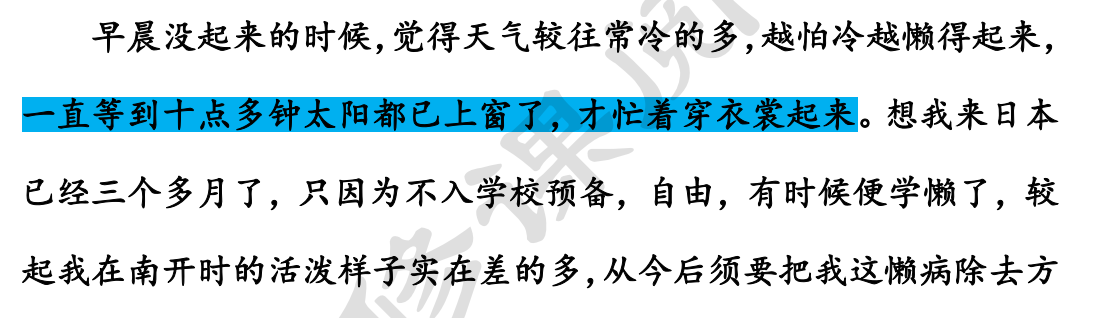 早晨没起来的时候,觉得天气较往常冷的多,越怕冷越懒得起来,
一直等到十点多钟太阳都已上窗了，才忙着穿衣裳起来。想我来日本
已经三个多月了，只因为不入学校预备，自由，有时候便学懒了，较
起我在南开时的活泼样子实在差的多,从今后须要把我这懒病除去方
修课